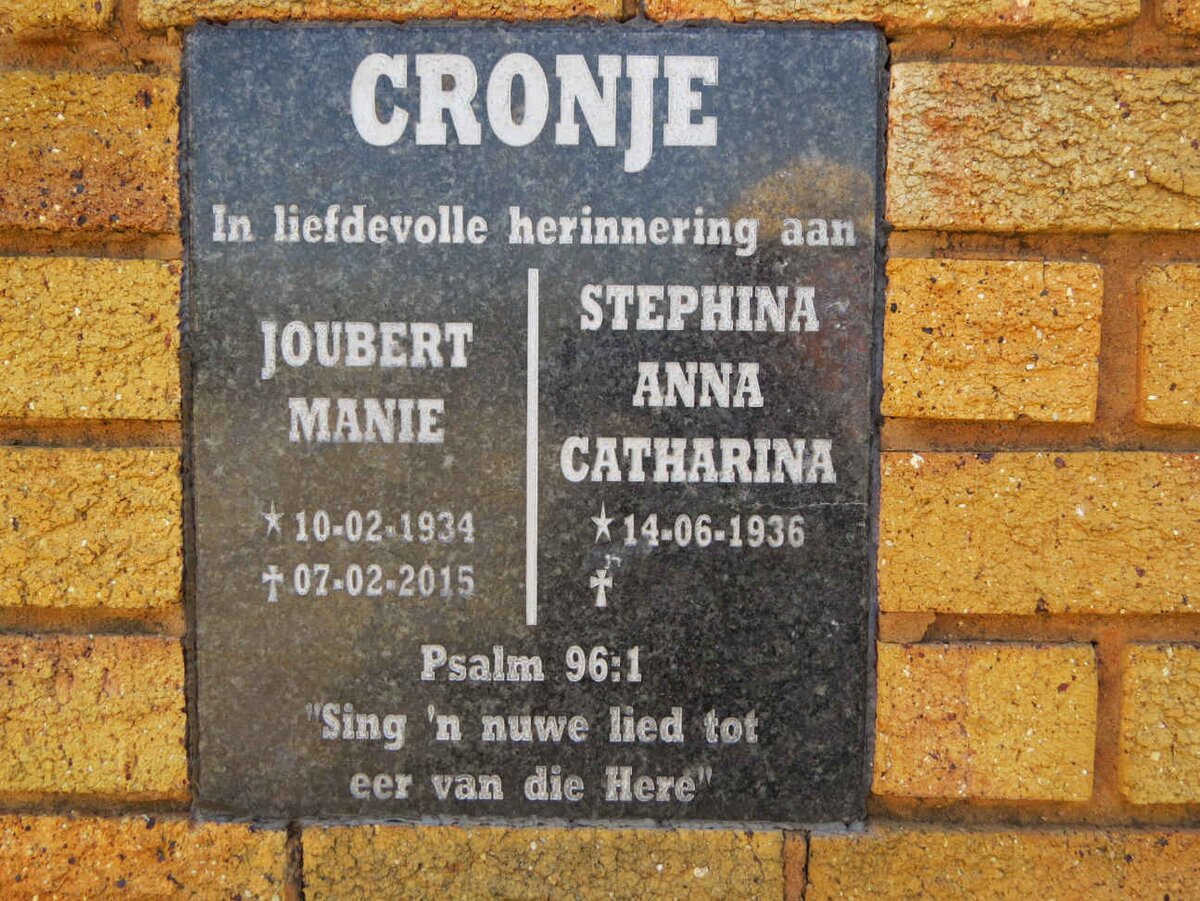 CRONJE
In liefdevolle herinnering aan
JOUBERT
MANIE
★ 10-02-1934
✝ 07-02-2015
STEPHINA
ANNA
CATHARINA
★ 14-06-1936
✝
Psalm 96:1
"Sing 'n nuwe lied tot
eer van die Here"